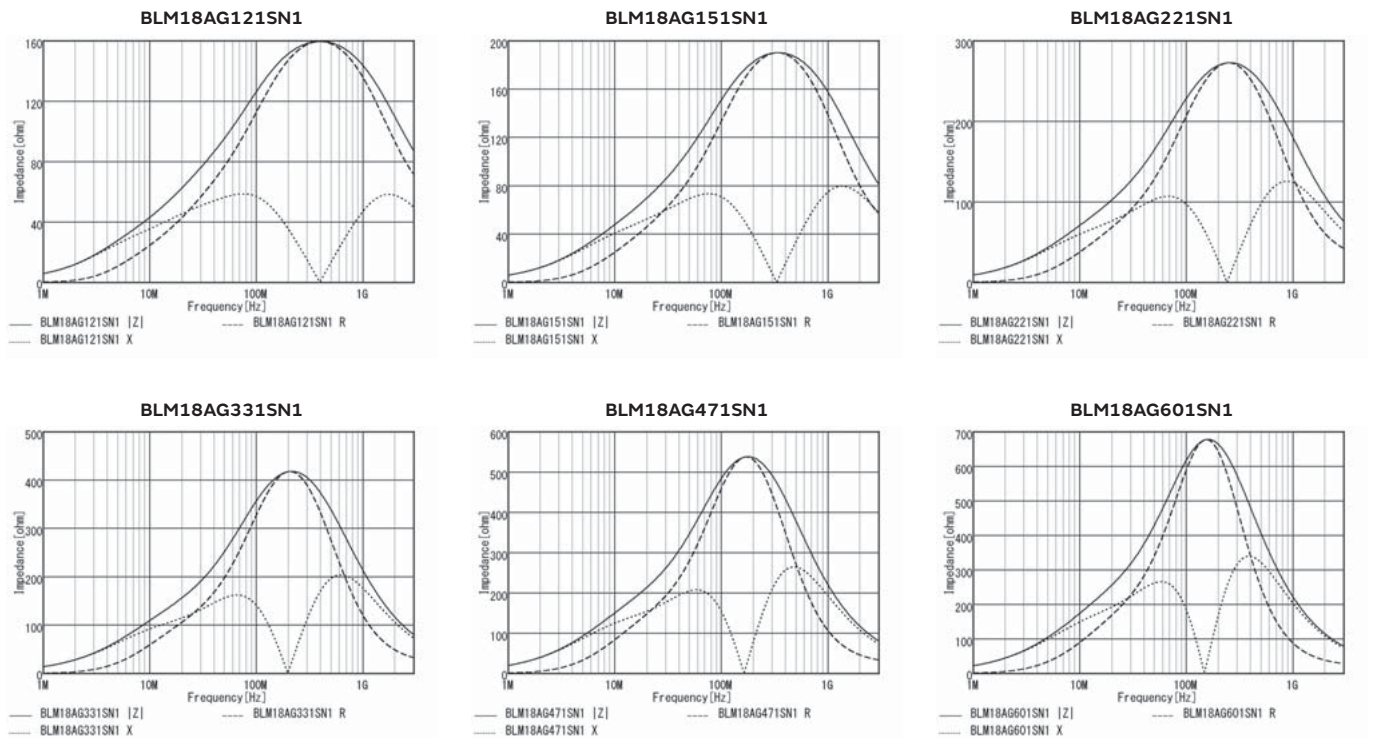 BLM18AG121SN1
160
120
80
40
0
Impedance[ohm]
1M 10M 100M 1G
Frequency[Hz]
BLM18AG121SN1 |Z| BLM18AG121SN1 R
BLM18AG121SN1 X
BLM18AG151SN1
200
160
120
80
40
0
Impedance[ohm]
1M 10M 100M 1G
Frequency[Hz]
BLM18AG151SN1 |Z| BLM18AG151SN1 R
BLM18AG151SN1 X
BLM18AG221SN1
300
200
100
0
Impedance[ohm]
1M 10M 100M 1G
Frequency[Hz]
BLM18AG221SN1 |Z| BLM18AG221SN1 R
BLM18AG221SN1 X
BLM18AG331SN1
500
400
300
200
100
0
Impedance[ohm]
1M 10M 100M 1G
Frequency[Hz]
BLM18AG331SN1 |Z| BLM18AG331SN1 R
BLM18AG331SN1 X
BLM18AG471SN1
600
500
400
300
200
100
0
Impedance[ohm]
1M 10M 100M 1G
Frequency[Hz]
BLM18AG471SN1 |Z| BLM18AG471SN1 R
BLM18AG471SN1 X
BLM18AG601SN1
700
600
500
400
300
200
100
0
Impedance[ohm]
1M 10M 100M 1G
Frequency[Hz]
BLM18AG601SN1 |Z| BLM18AG601SN1 R
BLM18AG601SN1 X